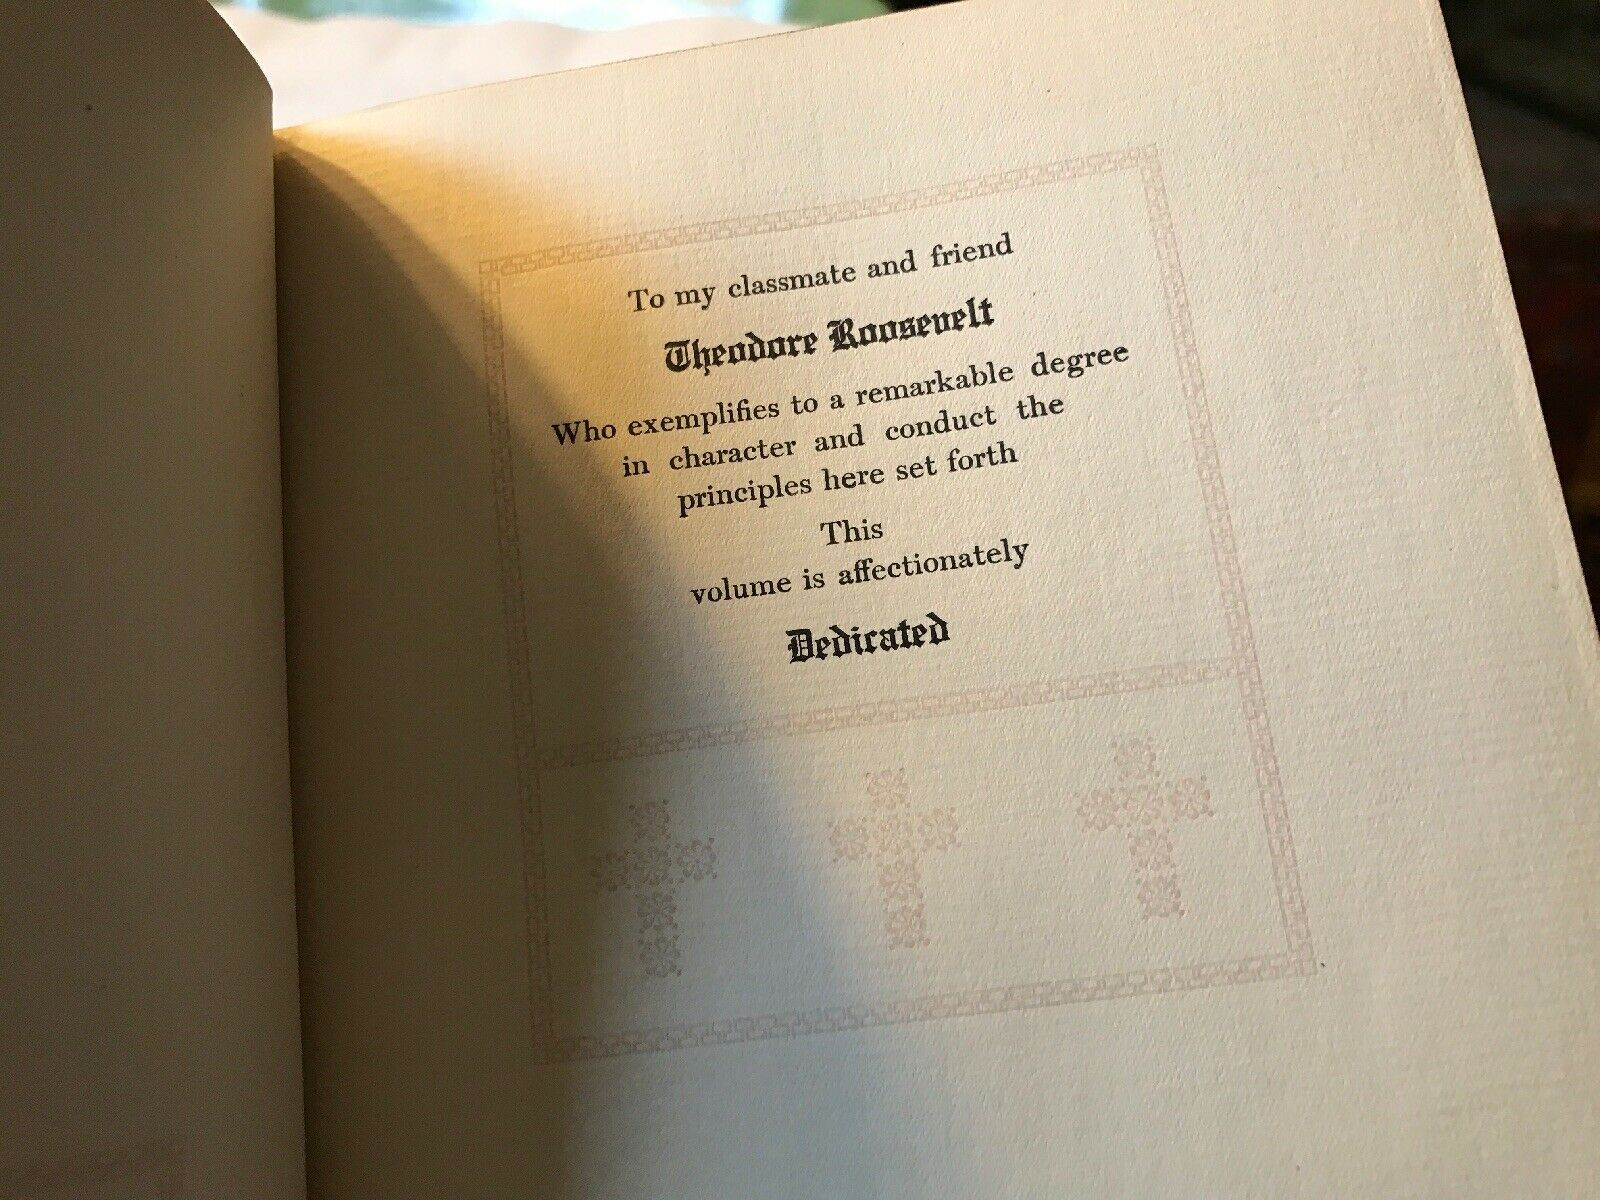 To my classmate and friend
Theodore Roosevelt
Who exemplifies to a remarkable degree
in character and conduct the
principles here set forth
This
volume is affectionately
Dedicated